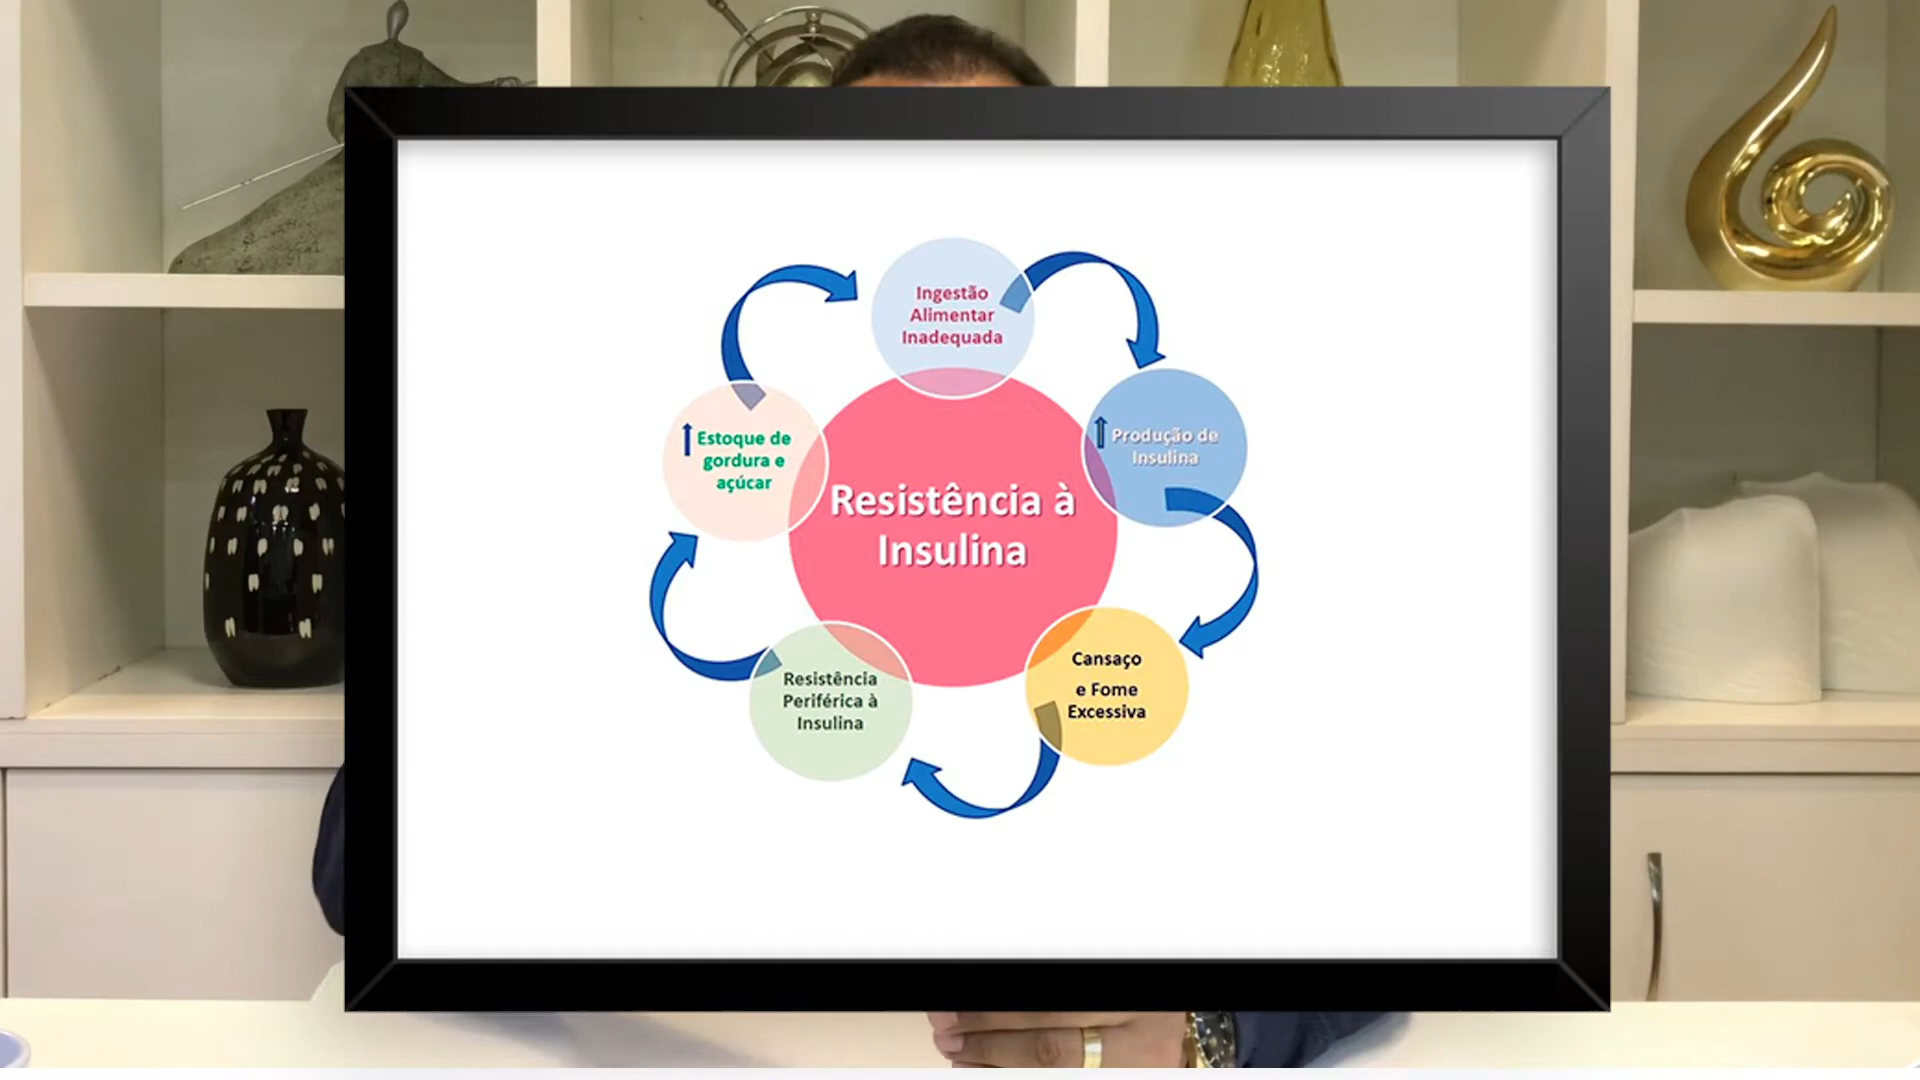 Ingestão
Alimentar
Inadequada
Produção de
Insulina
Cansaço
e Fome
Excessiva
Resistência
Periférica à
Insulina
Estoque de
gordura e
açúcar
Resistência à
Insulina